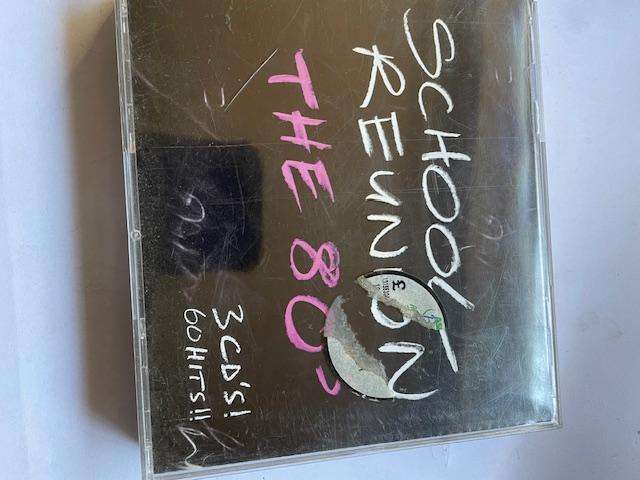 SCHOOL
REUNION
THE 80'
3 CD'S!
60 HITS!!
£